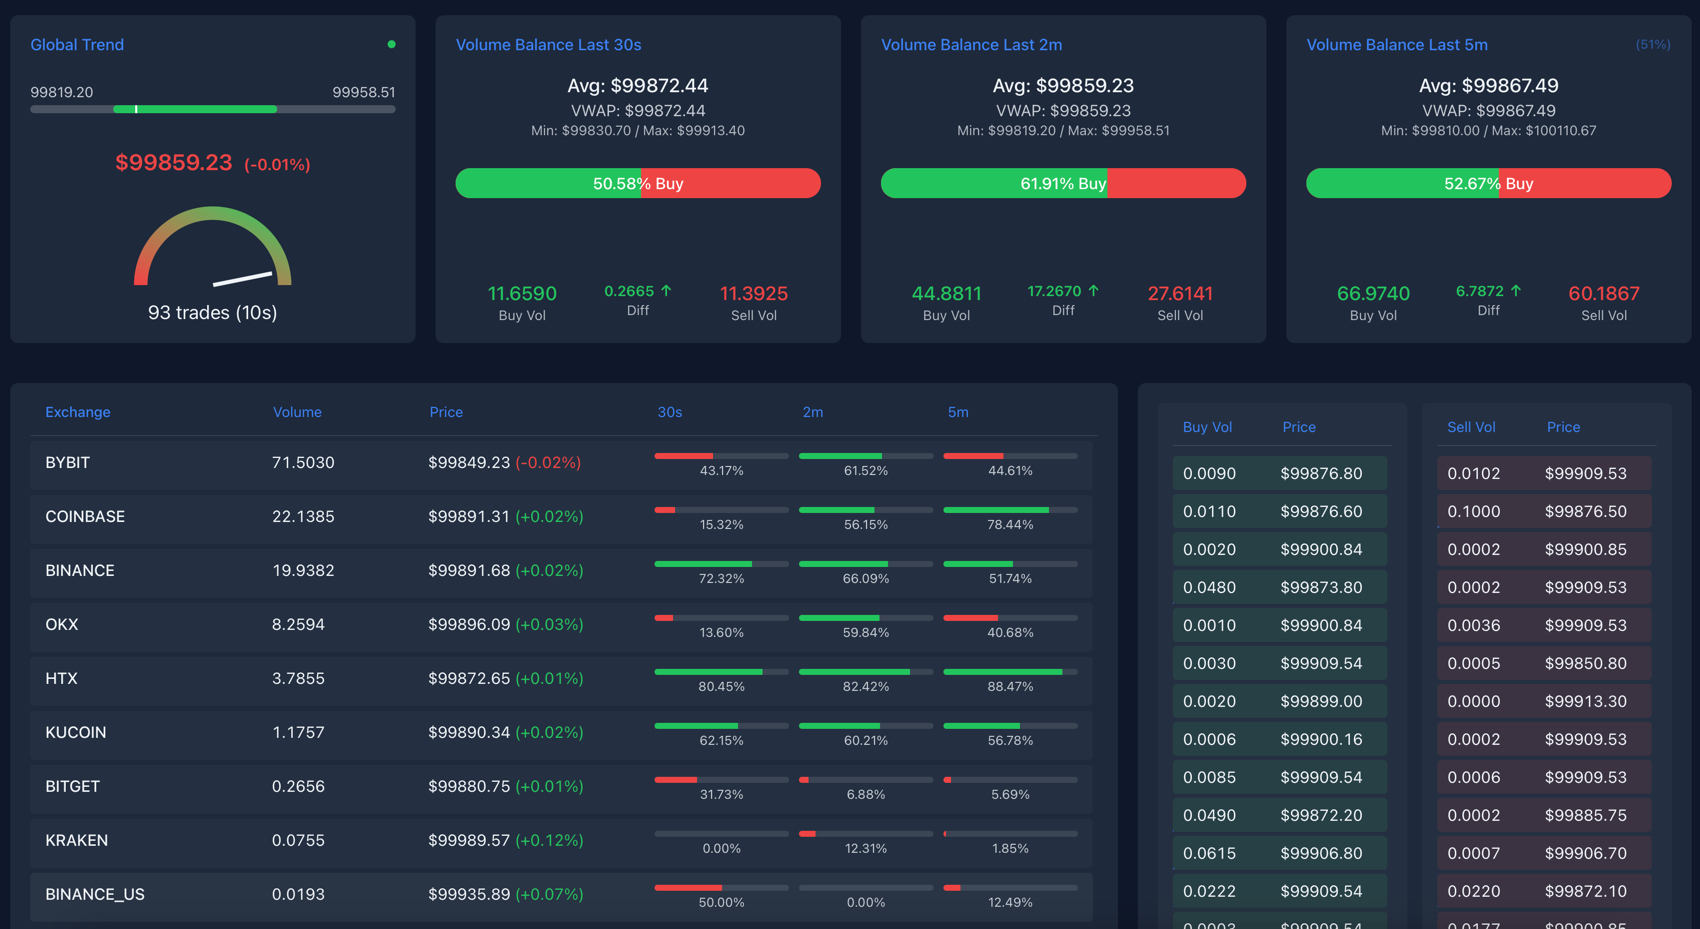 Global Trend
99819.20 99958.51
$99859.23 (-0.01%)
93 trades (10s)
Volume Balance Last 30s
Avg: $99872.44
VWAP: $99872.44
Min: $99830.70 / Max: $99913.40
50.58% Buy
11.6590 0.2665 ↑ 11.3925
Buy Vol Diff Sell Vol
Volume Balance Last 2m
Avg: $99859.23
VWAP: $99859.23
Min: $99819.20 / Max: $99958.51
61.91% Buy
44.8811 17.2670 ↑ 27.6141
Buy Vol Diff Sell Vol
Volume Balance Last 5m (51%)
Avg: $99867.49
VWAP: $99867.49
Min: $99810.00 / Max: $100110.67
52.67% Buy
66.9740 6.7872 ↑ 60.1867
Buy Vol Diff Sell Vol
Exchange Volume Price 30s 2m 5m
BYBIT 71.5030 $99849.23 (-0.02%) 43.17% 61.52% 44.61%
COINBASE 22.1385 $99891.31 (+0.02%) 15.32% 56.15% 78.44%
BINANCE 19.9382 $99891.68 (+0.02%) 72.32% 66.09% 51.74%
OKX 8.2594 $99896.09 (+0.03%) 13.60% 59.84% 40.68%
HTX 3.7855 $99872.65 (+0.01%) 80.45% 82.42% 88.47%
KUCOIN 1.1757 $99890.34 (+0.02%) 62.15% 60.21% 56.78%
BITGET 0.2656 $99880.75 (+0.01%) 31.73% 6.88% 5.69%
KRAKEN 0.0755 $99989.57 (+0.12%) 0.00% 12.31% 1.85%
BINANCE_US 0.0193 $99935.89 (+0.07%) 50.00% 0.00% 12.49%
Buy Vol Price
0.0090 $99876.80
0.0110 $99876.60
0.0020 $99900.84
0.0480 $99873.80
0.0010 $99900.84
0.0030 $99909.54
0.0020 $99899.00
0.0006 $99900.16
0.0085 $99909.54
0.0490 $99872.20
0.0615 $99906.80
0.0222 $99909.54
0.0003 $99909.54
Sell Vol Price
0.0102 $99909.53
0.1000 $99876.50
0.0002 $99900.85
0.0002 $99909.53
0.0036 $99909.53
0.0005 $99850.80
0.0000 $99913.30
0.0002 $99909.53
0.0006 $99909.53
0.0002 $99885.75
0.0007 $99906.70
0.0220 $99872.10
0.0177 $99900.85